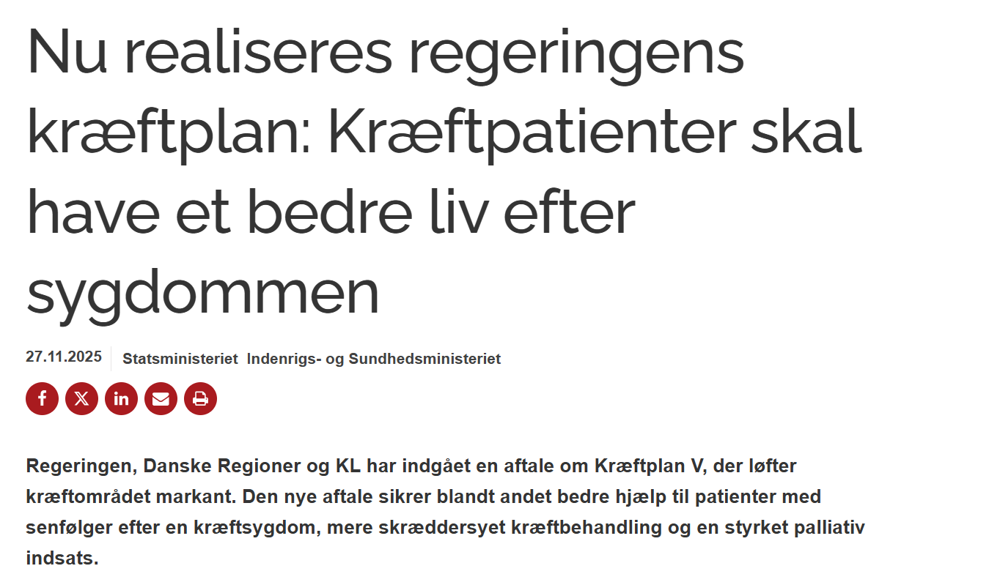 Nu realiseres regeringens
kræftplan: Kræftpatienter skal
have et bedre liv efter
sygdommen
27.11.2025 Statsministeriet Indenrigs- og Sundhedsministeriet
Regeringen, Danske Regioner og KL har indgået en aftale om Kræftplan V, der løfter
kræftområdet markant. Den nye aftale sikrer blandt andet bedre hjælp til patienter med
senfølger efter en kræftsygdom, mere skræddersyet kræftbehandling og en styrket palliativ
indsats.